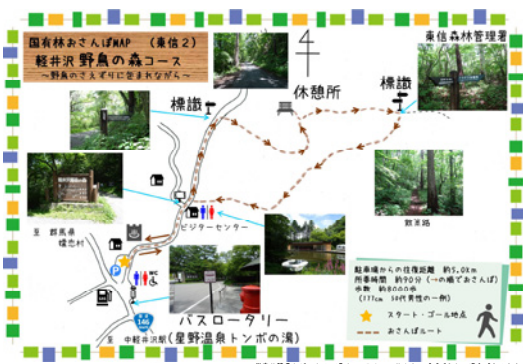 国有林おさんぽMAP （東信２）
軽井沢 野鳥の森コース
～野鳥のさえずりに包まれながら～
東信森林管理署
標識
休憩所
標識
散策路
ビジターセンター
至 群馬県
嬬恋村
P
WC
バスロータリー
(星野温泉トンボの湯)
146
至 中軽井沢駅
駐車場からの往復距離 約5.0km
所要時間 約90分（→の順でおさんぽ）
歩数 約8000歩
(177cm 50代男性の一例)
スタート・ゴール地点
おさんぽルート